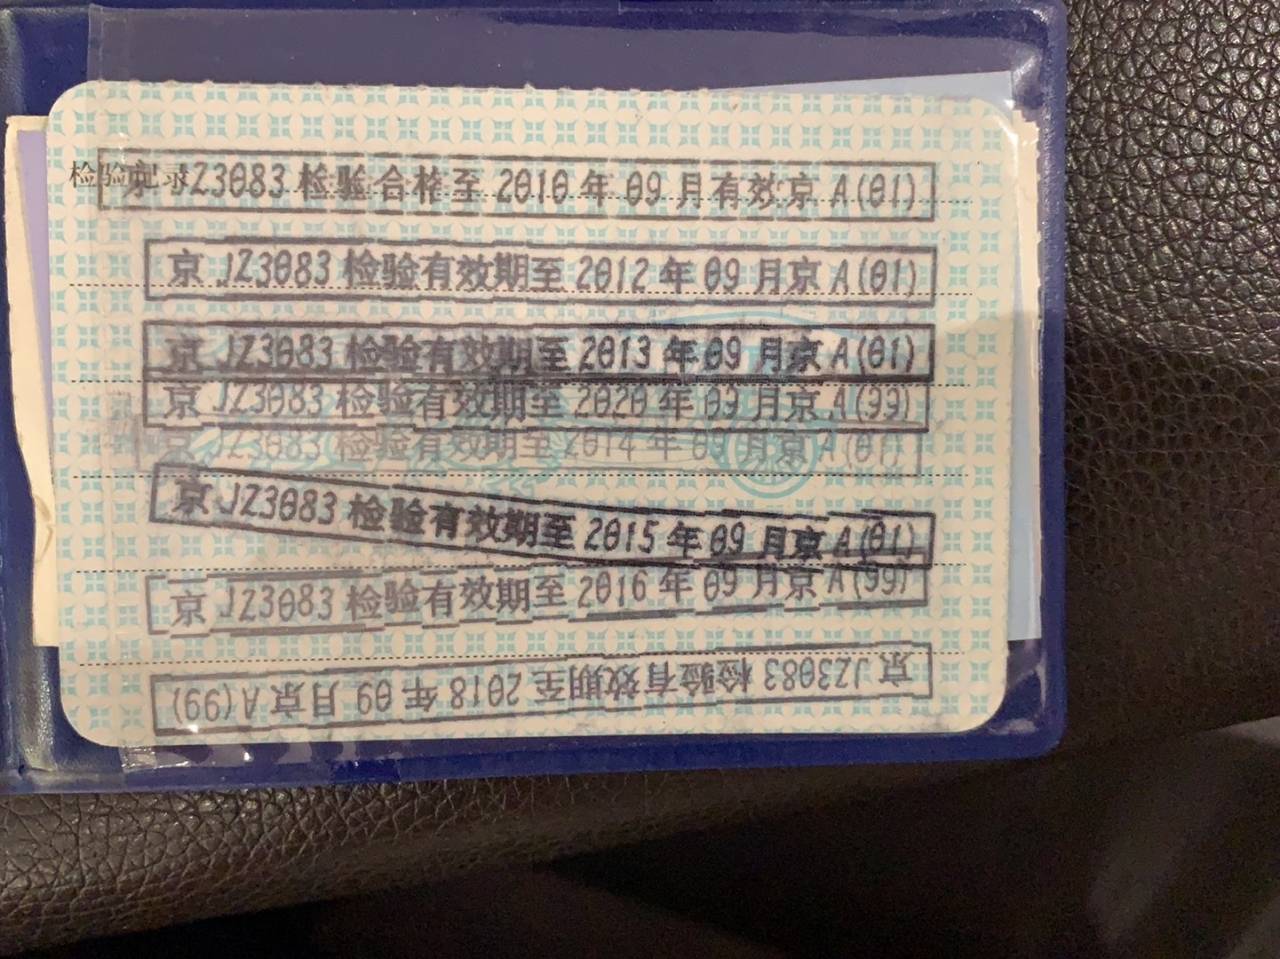 检验记录
京JZ3083 检验合格至 2010 年 09 月有效京 A(01)
京 JZ3083 检验有效期至 2012 年 09 月京 A(01)
京 JZ3083 检验有效期至 2013 年 09 月京 A(01)
京 JZ3083 检验有效期至 2020 年 09 月京 A(99)
京 JZ3083 检验有效期至 2014 年 09 月京 A(01)
京 JZ3083 检验有效期至 2015 年 09 月京 A(01)
京 JZ3083 检验有效期至 2016 年 09 月京 A(99)
京 JZ3083 检验有效期至 2018 年 09 月京 A(99)